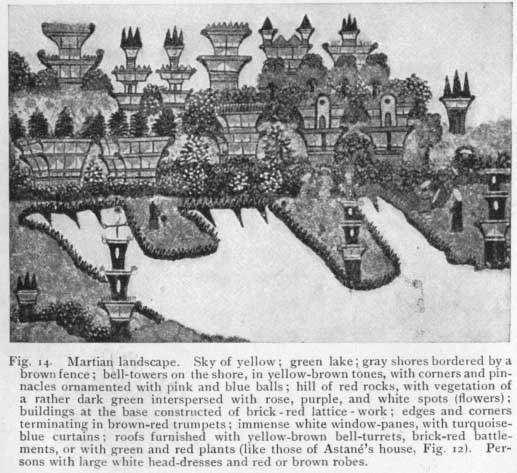 Fig. 14. Martian landscape. Sky of yellow; green lake; gray shores bordered by a
brown fence; bell-towers on the shore, in yellow-brown tones, with corners and pin-
nacles ornamented with pink and blue balls; hill of red rocks, with vegetation of
a rather dark green interspersed with rose, purple, and white spots (flowers);
buildings at the base constructed of brick-red lattice-work; edges and corners
terminating in brown-red trumpets; immense white window-panes, with turquoise-
blue curtains; roofs furnished with yellow-brown bell-turrets, brick-red battle-
ments, or with green and red plants (like those of Astané's house, Fig. 12). Per-
sons with large white head-dresses and red or brown robes.